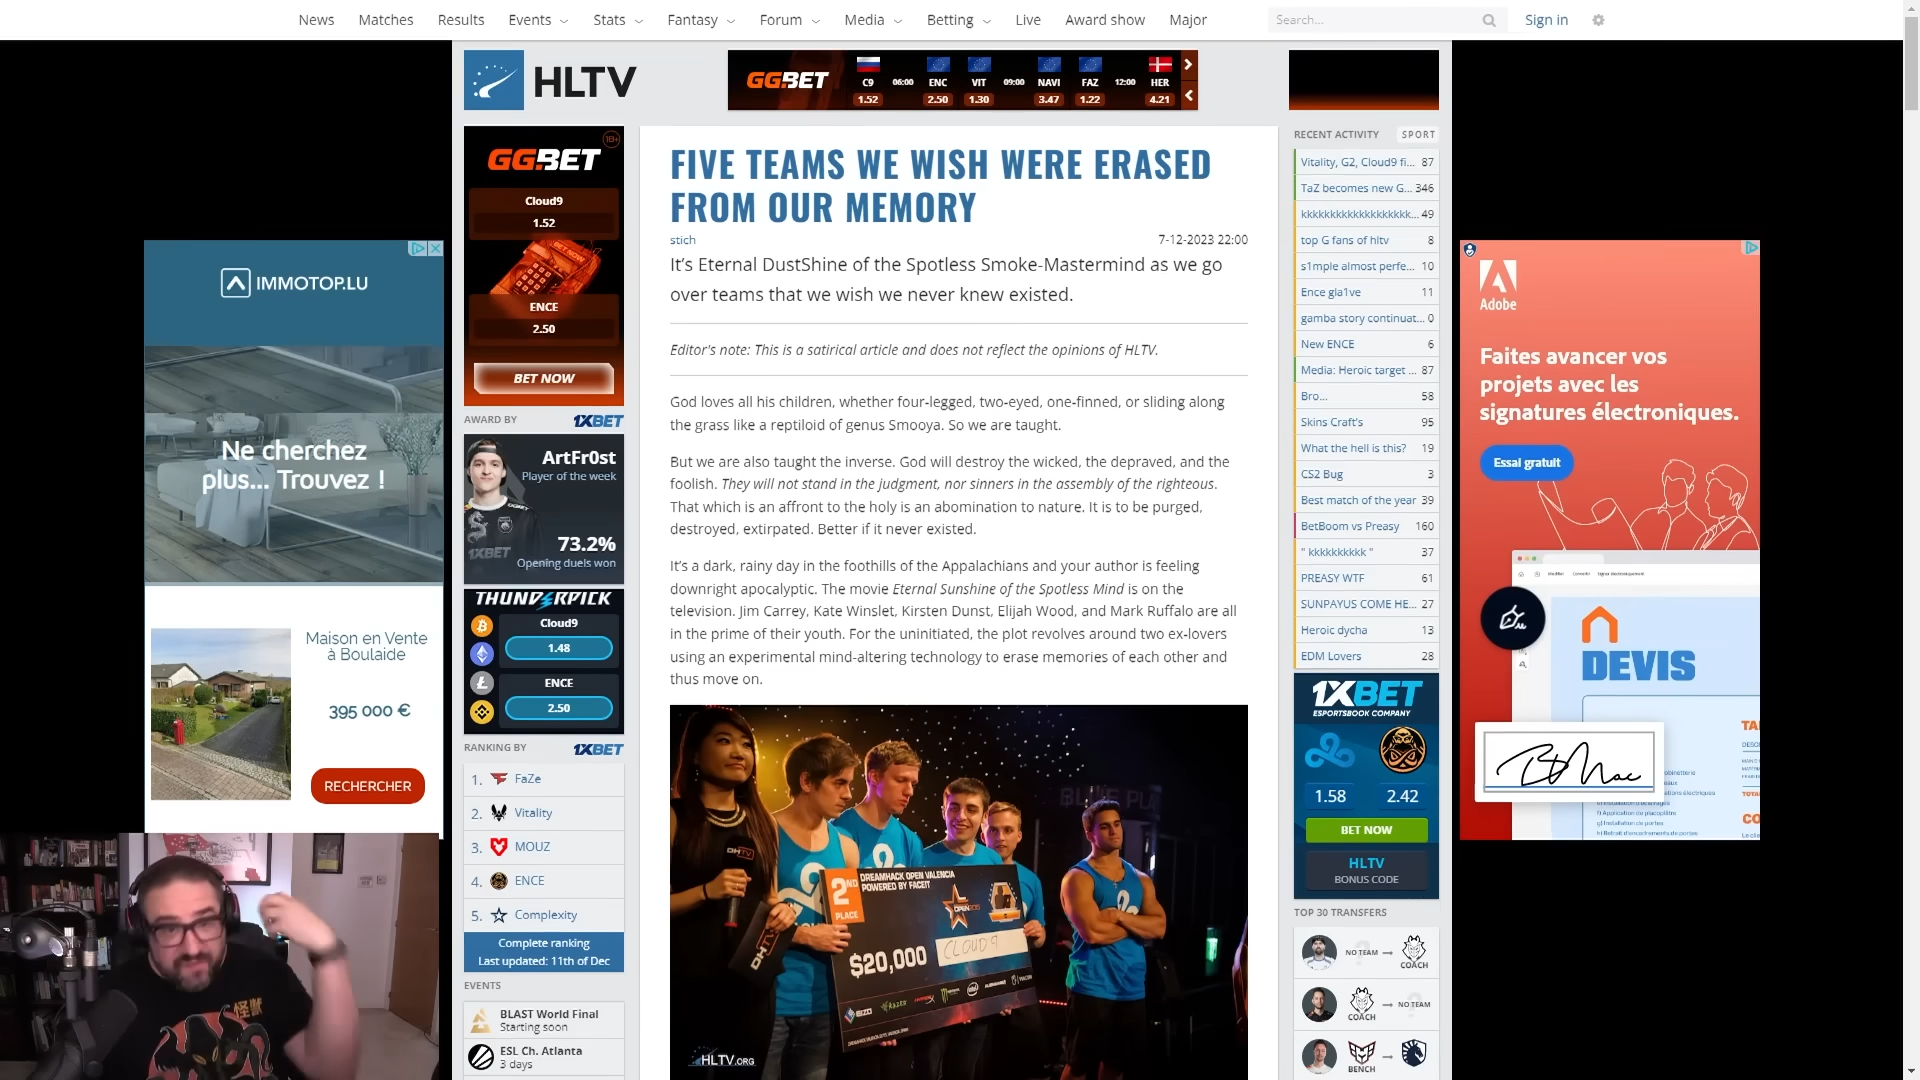 News
Matches
Results
Events
Stats
Fantasy
Forum
Media
Betting
Live
Award show
Major
Search...
Sign in
HLTV
GG.BET
C9
06:00
ENC
VIT
09:00
NAVI
FAZ
12:00
HER
1.52
2.50
1.30
3.47
1.22
4.21
GG.BET
18+
Cloud9
1.52
ENCE
2.50
BET NOW
AWARD BY
1XBET
ArtFr0st
Player of the week
73.2%
Opening duels won
THUNDERPICK
Cloud9
1.48
ENCE
2.50
RANKING BY
1XBET
1. FaZe
2. Vitality
3. MOUZ
4. ENCE
5. Complexity
Complete ranking
Last updated: 11th of Dec
EVENTS
BLAST World Final
Starting soon
ESL Ch. Atlanta
3 days
FIVE TEAMS WE WISH WERE ERASED
FROM OUR MEMORY
stich
7-12-2023 22:00
It's Eternal DustShine of the Spotless Smoke-Mastermind as we go
over teams that we wish we never knew existed.
Editor's note: This is a satirical article and does not reflect the opinions of HLTV.
God loves all his children, whether four-legged, two-eyed, one-finned, or sliding along
the grass like a reptiloid of genus Smooya. So we are taught.
But we are also taught the inverse. God will destroy the wicked, the depraved, and the
foolish. They will not stand in the judgment, nor sinners in the assembly of the righteous.
That which is an affront to the holy is an abomination to nature. It is to be purged,
destroyed, extirpated. Better if it never existed.
It's a dark, rainy day in the foothills of the Appalachians and your author is feeling
downright apocalyptic. The movie Eternal Sunshine of the Spotless Mind is on the
television. Jim Carrey, Kate Winslet, Kirsten Dunst, Elijah Wood, and Mark Ruffalo are all
in the prime of their youth. For the uninitiated, the plot revolves around two ex-lovers
using an experimental mind-altering technology to erase memories of each other and
thus move on.
DHTV
2ND
PLACE
DREAMHACK OPEN VALENCIA
POWERED BY FACEIT
$20,000
CLOUD 9
HLTV.ORG
RECENT ACTIVITY
SPORT
Vitality, G2, Cloud9 fi... 87
TaZ becomes new G... 346
kkkkkkkkkkkkkkkkkkk... 49
top G fans of hltv 8
s1mple almost perfe... 10
Ence gla1ve 11
gamba story continuat... 0
New ENCE 6
Media: Heroic target ... 87
Bro... 58
Skins Craft's 95
What the hell is this? 19
CS2 Bug 3
Best match of the year 39
BetBoom vs Preasy 160
" kkkkkkkkkk " 37
PREASY WTF 61
SUNPAYUS COME HE... 27
Heroic dycha 13
EDM Lovers 28
1XBET
ESPORTSBOOK COMPANY
1.58
2.42
BET NOW
HLTV
BONUS CODE
TOP 30 TRANSFERS
NO TEAM
COACH
COACH
NO TEAM
BENCH
IMMOTOP.LU
Ne cherchez
plus... Trouvez !
Maison en Vente
à Boulaide
395 000 €
RECHERCHER
Adobe
Faites avancer vos
projets avec les
signatures électroniques.
Essai gratuit
DEVIS